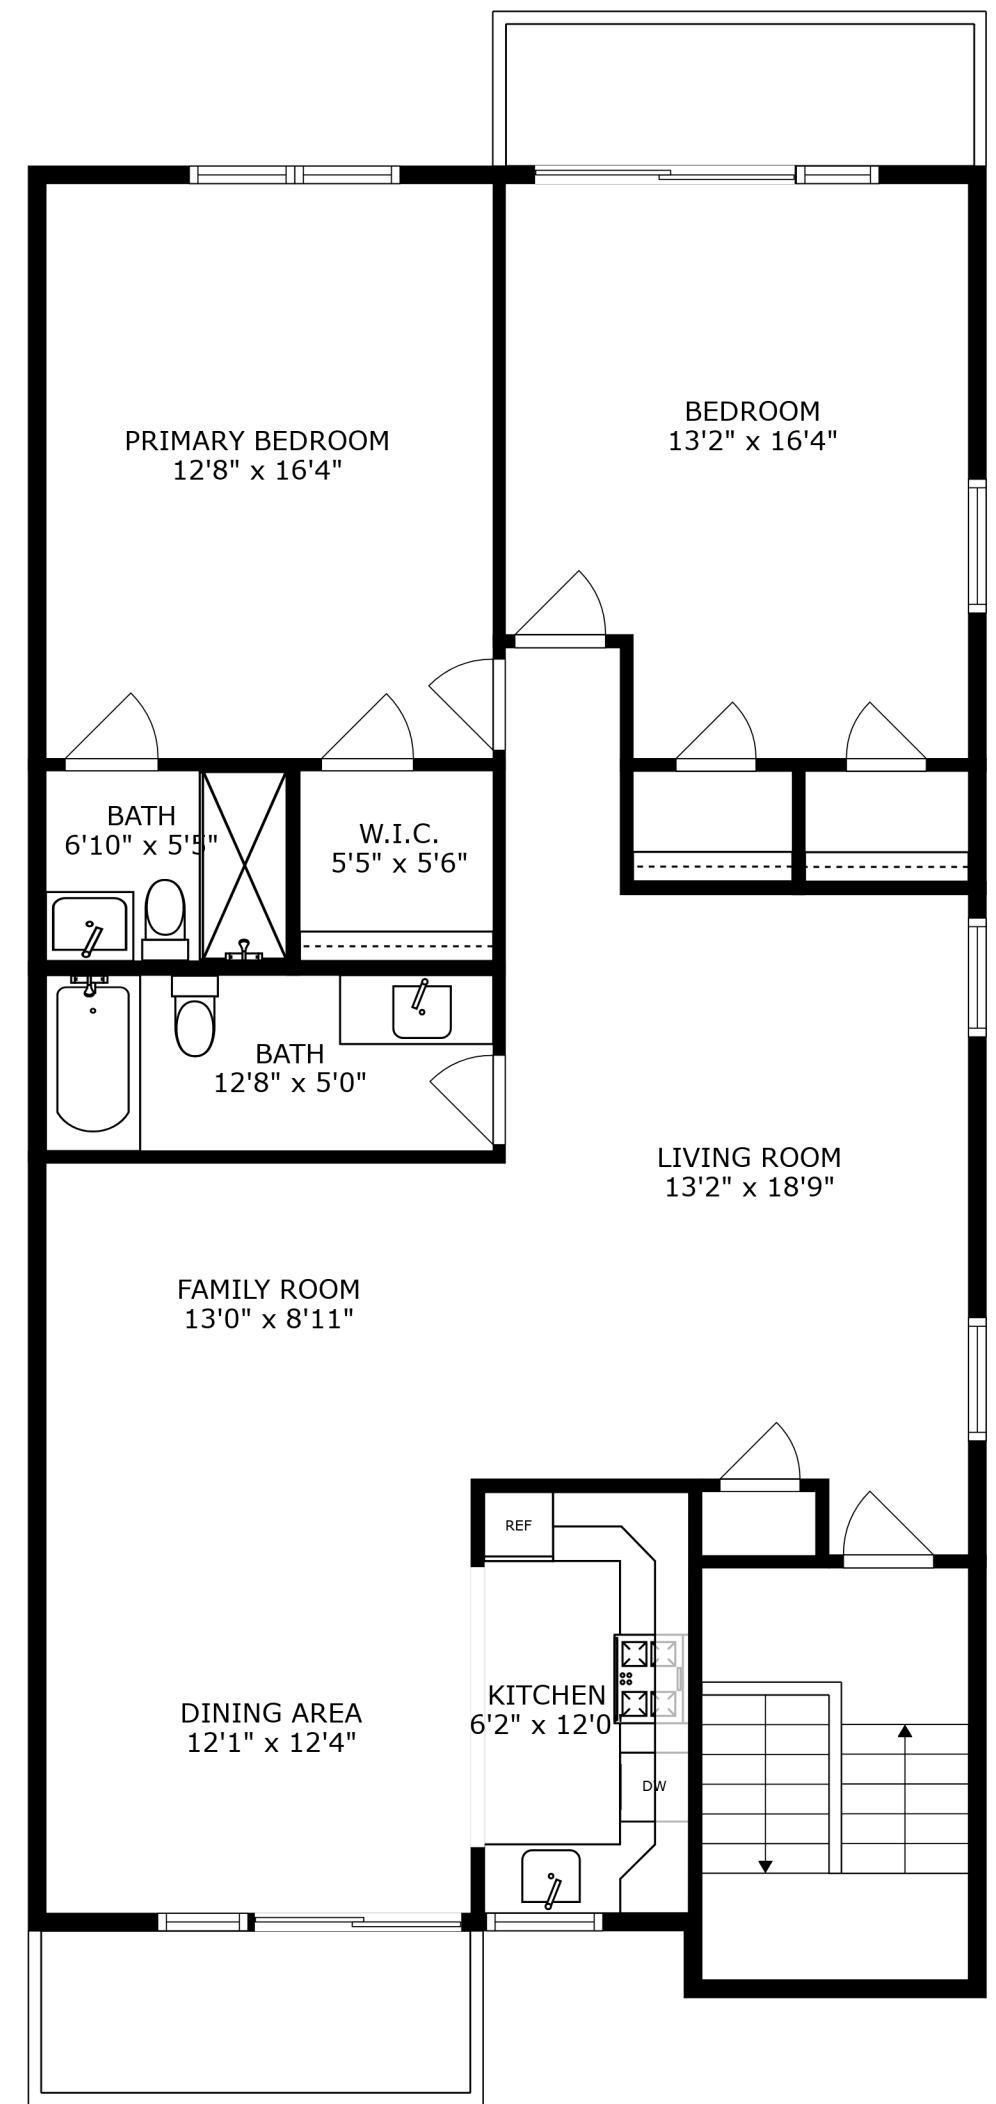 BEDROOM
13'2" x 16'4"
PRIMARY BEDROOM
12'8" x 16'4"
BATH
6'10" x 5'5"
W.I.C.
5'5" x 5'6"
BATH
12'8" x 5'0"
LIVING ROOM
13'2" x 18'9"
FAMILY ROOM
13'0" x 8'11"
REF
KITCHEN
6'2" x 12'0
DINING AREA
12'1" x 12'4"
DW